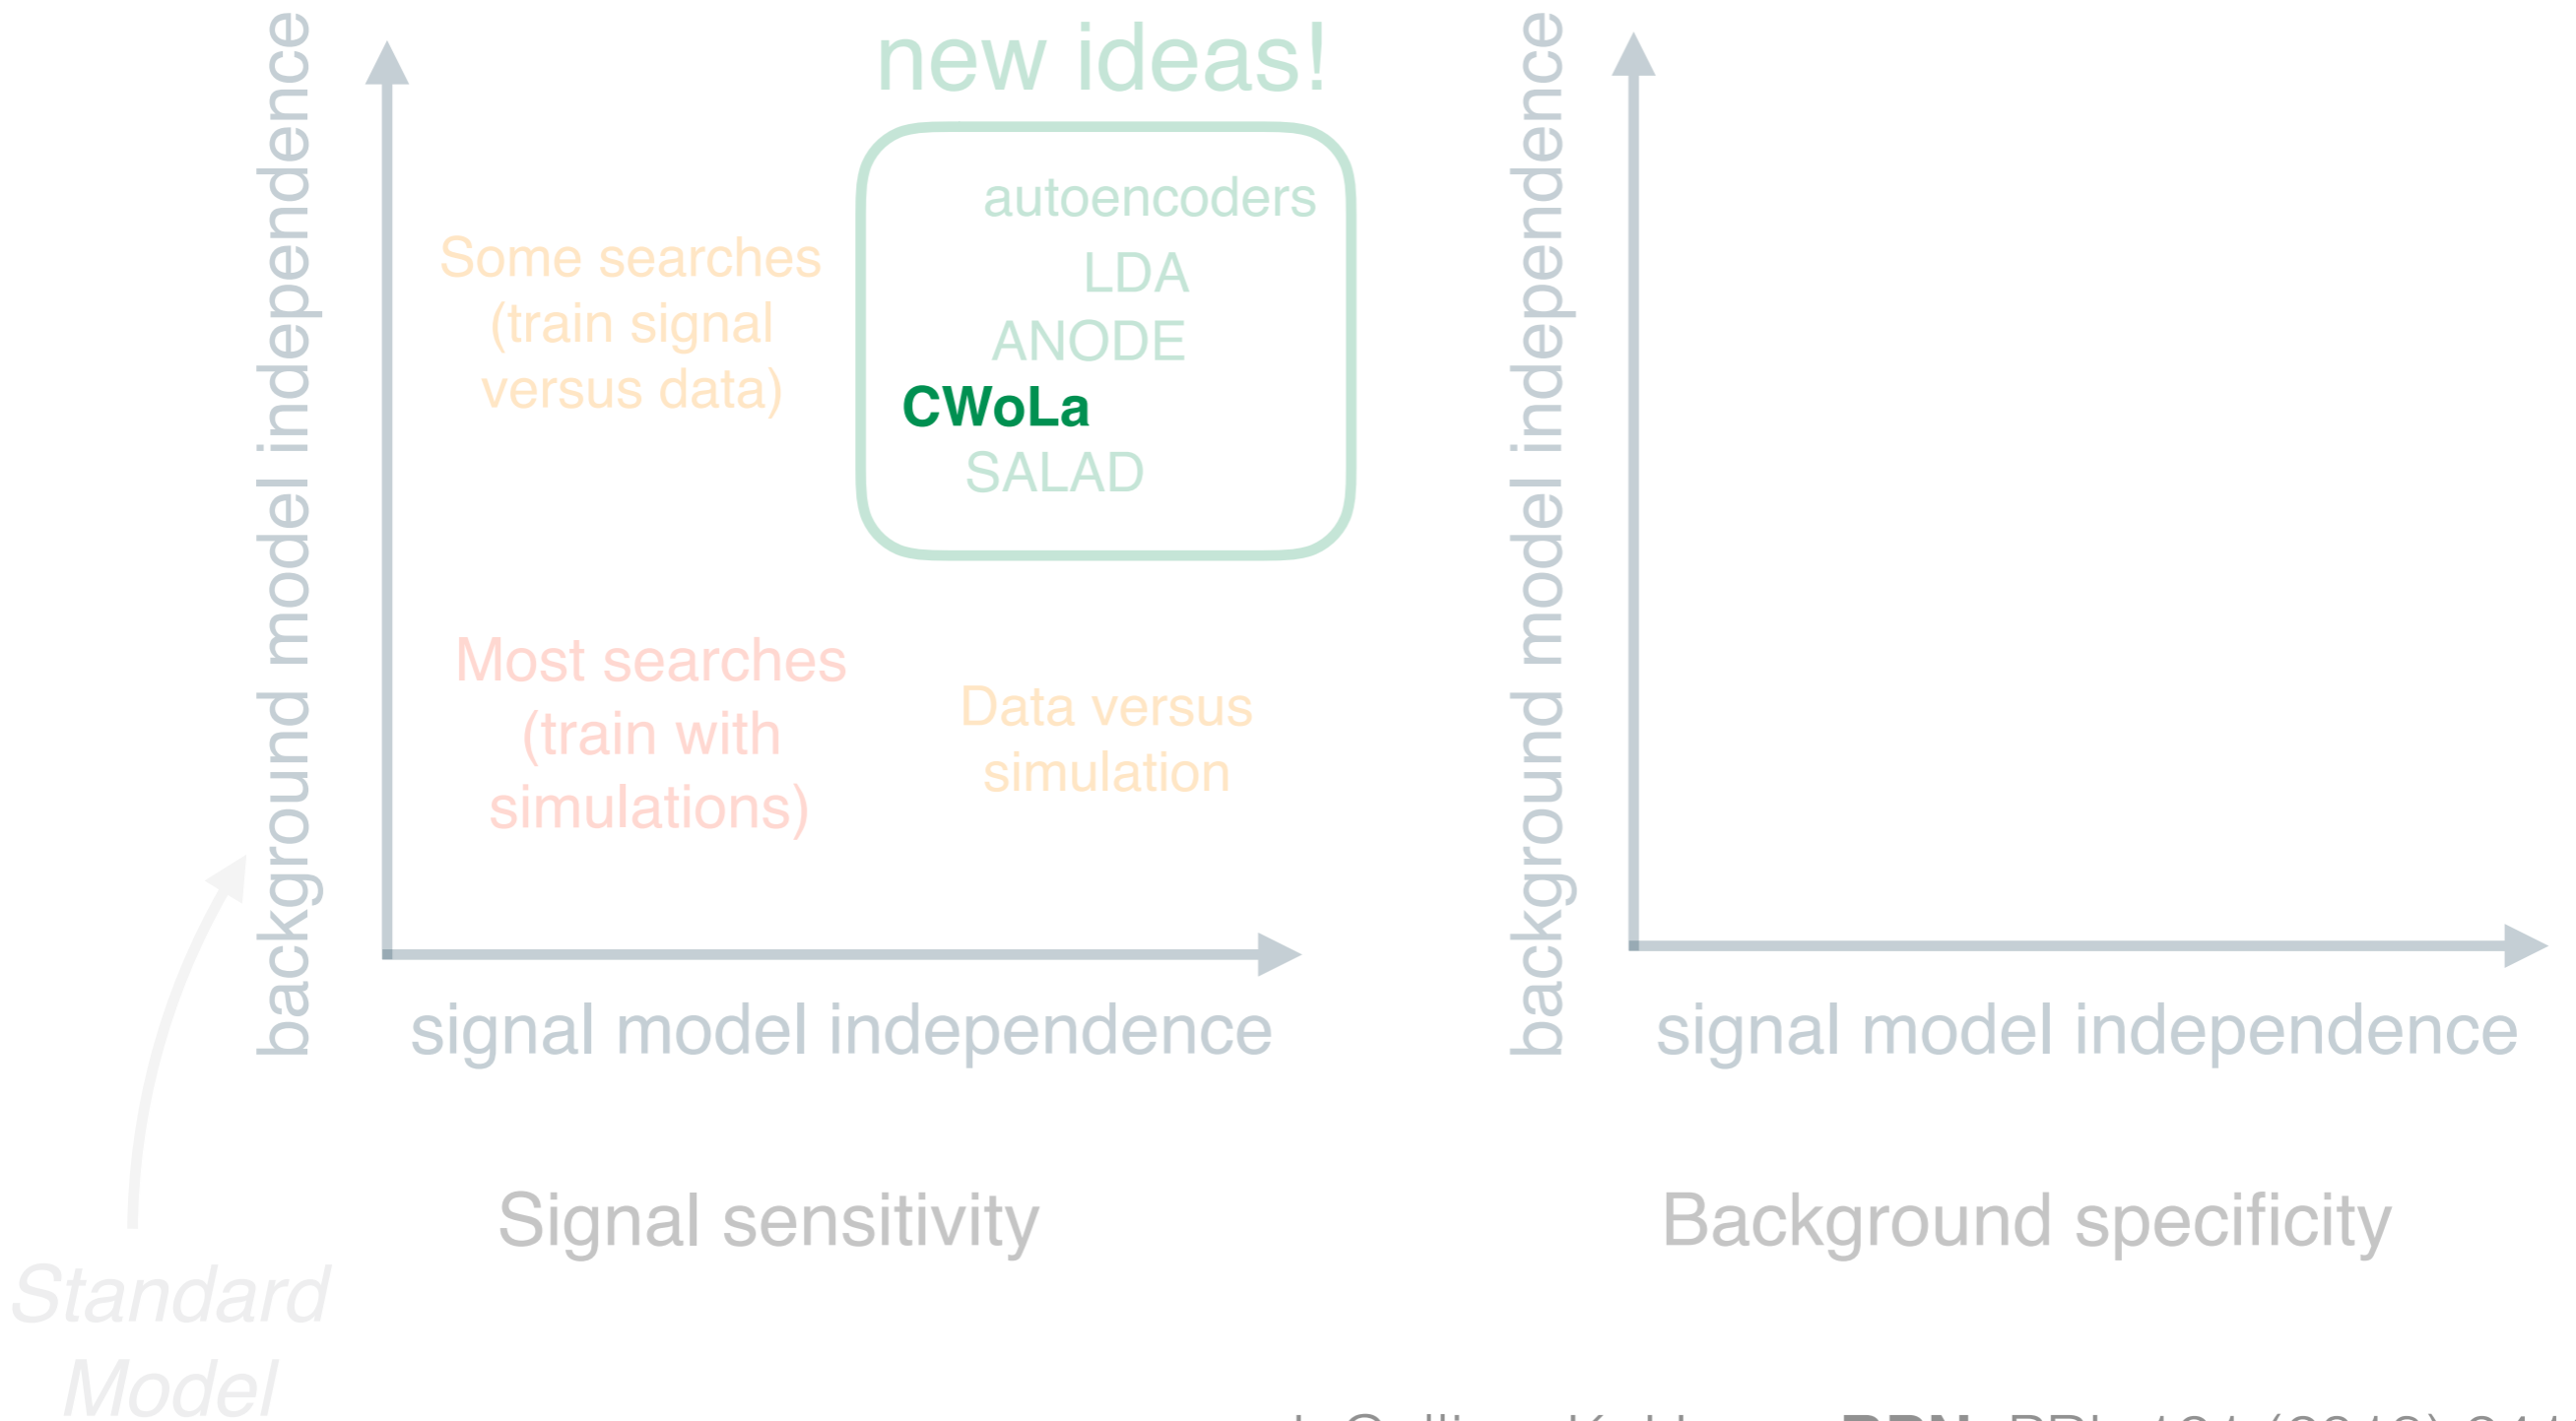 new ideas!
background model independence
autoencoders
LDA
ANODE
CWoLa
SALAD
Some searches
(train signal
versus data)
Most searches
(train with
simulations)
Data versus
simulation
signal model independence
Signal sensitivity
Standard
Model
background model independence
signal model independence
Background specificity